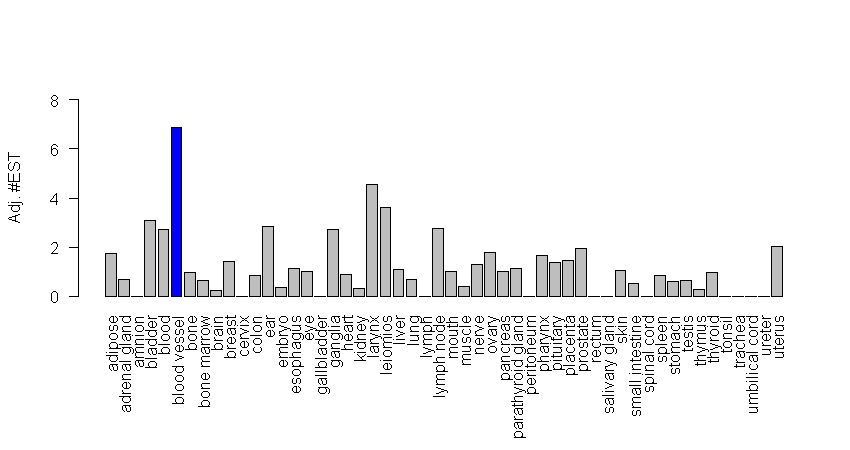 Adj. #EST
8
6
4
2
0
adipose
adrenal gland
amnion
bladder
blood
blood vessel
bone
bone marrow
brain
breast
cervix
colon
ear
embryo
esophagus
eye
gallbladder
ganglia
heart
kidney
larynx
leiomios
liver
lung
lymph
lymph node
mouth
muscle
nerve
ovary
pancreas
parathyroid gland
peritoneum
pharynx
pituitary
placenta
prostate
rectum
salivary gland
skin
small intestine
spinal cord
spleen
stomach
testis
thymus
thyroid
tonsil
trachea
umbilical cord
ureter
uterus